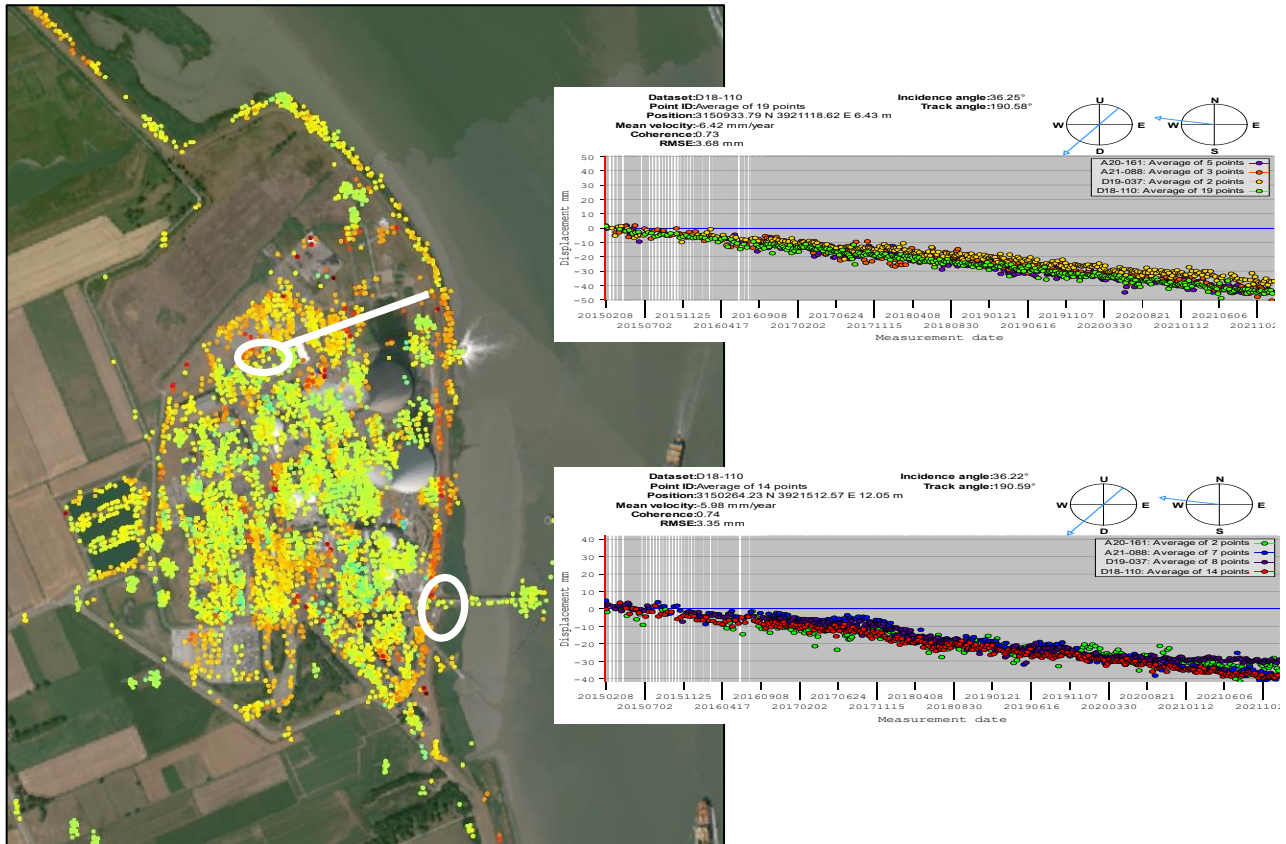 Dataset:D18-110 Incidence angle:36.25°
Point ID:Average of 19 points Track angle:190.58°
Position:3150933.79 N 3921118.62 E 6.43 m
Mean velocity:-6.42 mm/year
Coherence:0.73
RMSE:3.68 mm
U N
W E W E
D S
50
40
30
20
10
0
-10
-20
-30
-40
-50
Displacement mm
A20-161: Average of 5 points
A21-088: Average of 3 points
D19-037: Average of 2 points
D18-110: Average of 19 points
20150208 20151125 20160908 20170624 20180408 20190121 20191107 20200821 20210606
20150702 20160417 20170202 20171115 20180830 20190616 20200330 20210112 2021102
Measurement date
Dataset:D18-110 Incidence angle:36.22°
Point ID:Average of 14 points Track angle:190.59°
Position:3150264.23 N 3921512.57 E 12.05 m
Mean velocity:-5.98 mm/year
Coherence:0.74
RMSE:3.35 mm
U N
W E W E
D S
40
30
20
10
0
-10
-20
-30
-40
Displacement mm
A20-161: Average of 2 points
A21-088: Average of 7 points
D19-037: Average of 8 points
D18-110: Average of 14 points
20150208 20151125 20160908 20170624 20180408 20190121 20191107 20200821 20210606
20150702 20160417 20170202 20171115 20180830 20190616 20200330 20210112 2021102
Measurement date